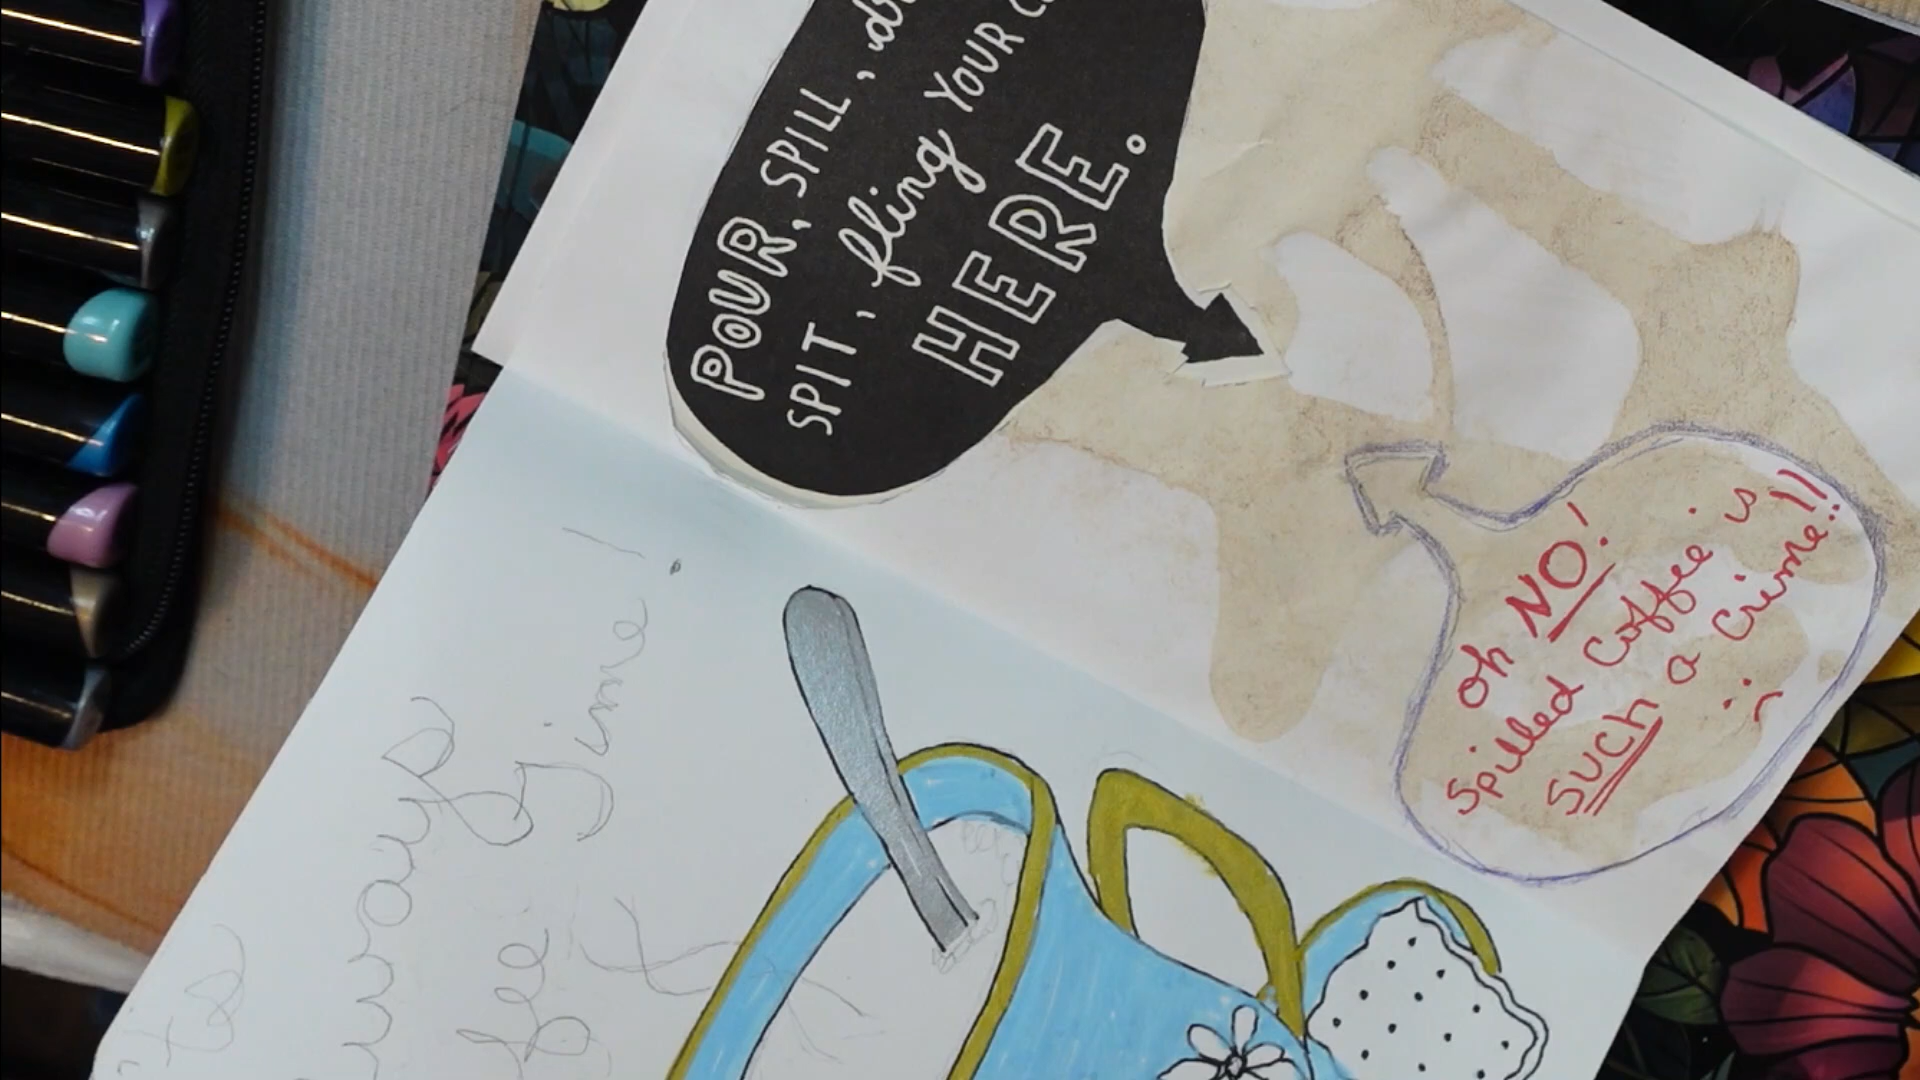 POUR, SPILL,
SPIT, fling YOUR
HERE.
oh NO!
Spilled Coffee is
SUCH a Crime!!
:(
time!